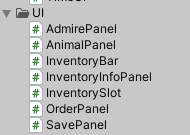 UI
AdmirePanel
AnimalPanel
InventoryBar
InventoryInfoPanel
InventorySlot
OrderPanel
SavePanel